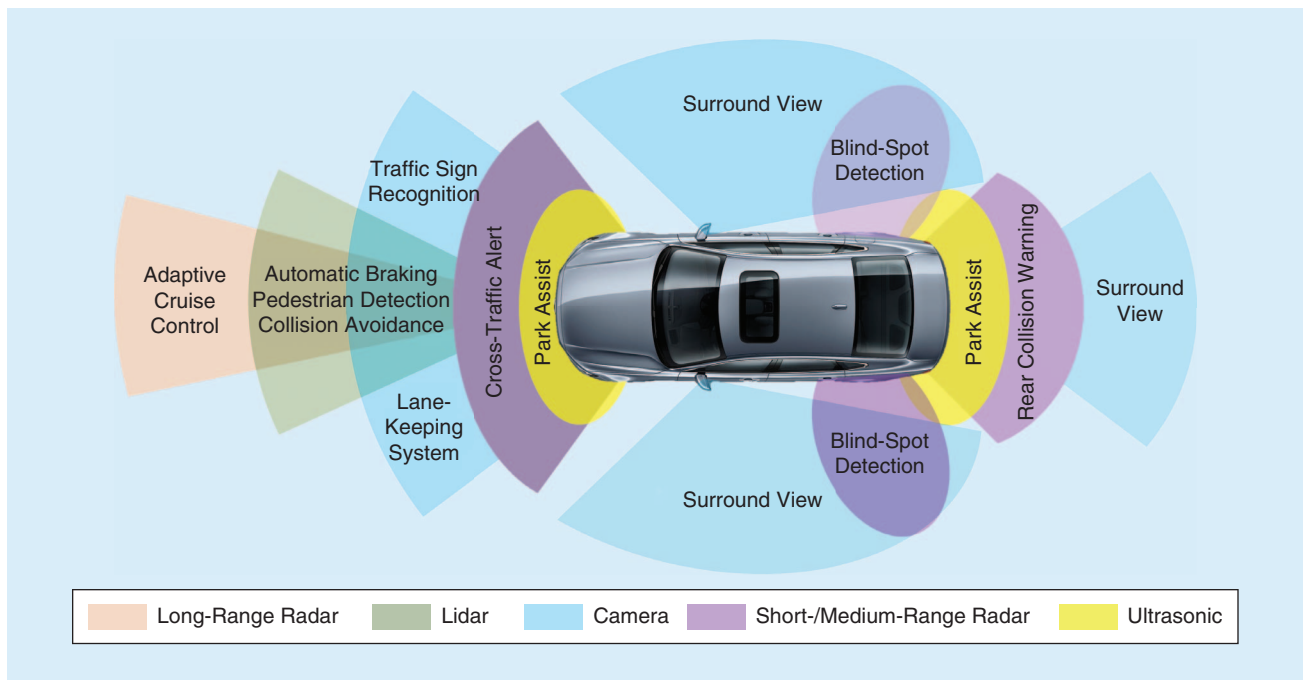 Surround View
Blind-Spot
Detection
Traffic Sign
Recognition
Adaptive
Cruise
Control
Automatic Braking
Pedestrian Detection
Collision Avoidance
Cross-Traffic Alert
Park Assist
Park Assist
Rear Collision Warning
Surround
View
Lane-
Keeping
System
Blind-Spot
Detection
Surround View
Long-Range Radar
Lidar
Camera
Short-/Medium-Range Radar
Ultrasonic